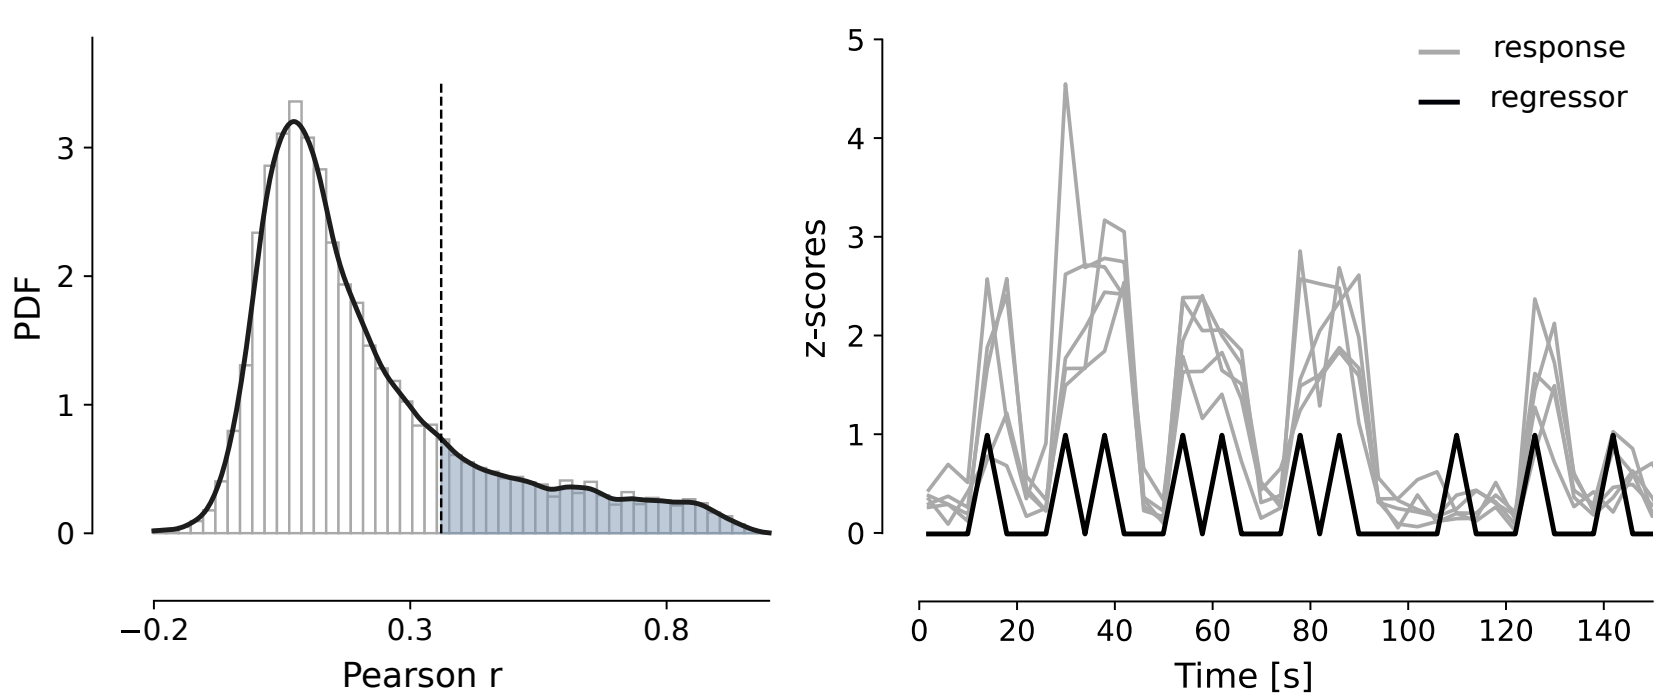 PDF
3
2
1
0
−0.2 0.3 0.8
Pearson r
z-scores
5
4
3
2
1
0
response
regressor
0 20 40 60 80 100 120 140
Time [s]